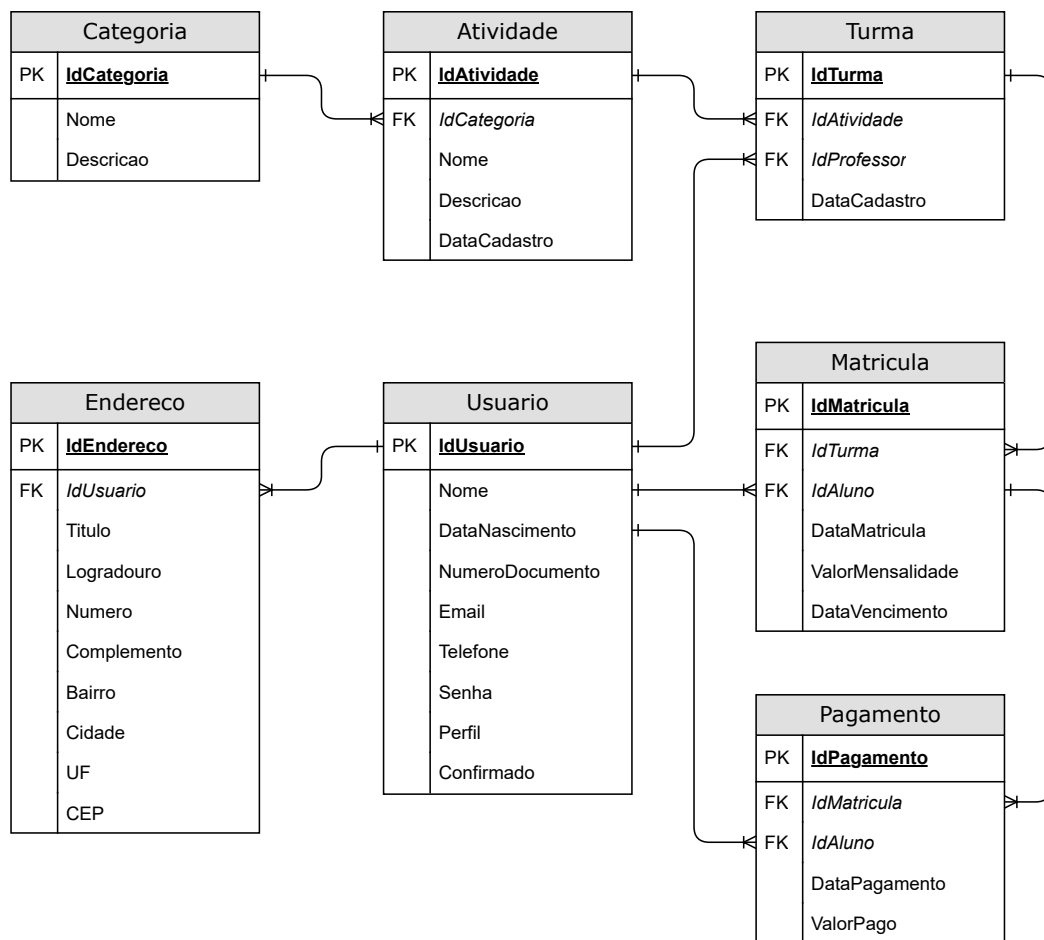 Categoria
PK IdCategoria
Nome
Descricao
Atividade
PK IdAtividade
FK IdCategoria
Nome
Descricao
DataCadastro
Turma
PK IdTurma
FK IdAtividade
FK IdProfessor
DataCadastro
Endereco
PK IdEndereco
FK IdUsuario
Titulo
Logradouro
Numero
Complemento
Bairro
Cidade
UF
CEP
Usuario
PK IdUsuario
Nome
DataNascimento
NumeroDocumento
Email
Telefone
Senha
Perfil
Confirmado
Matricula
PK IdMatricula
FK IdTurma
FK IdAluno
DataMatricula
ValorMensalidade
DataVencimento
Pagamento
PK IdPagamento
FK IdMatricula
FK IdAluno
DataPagamento
ValorPago